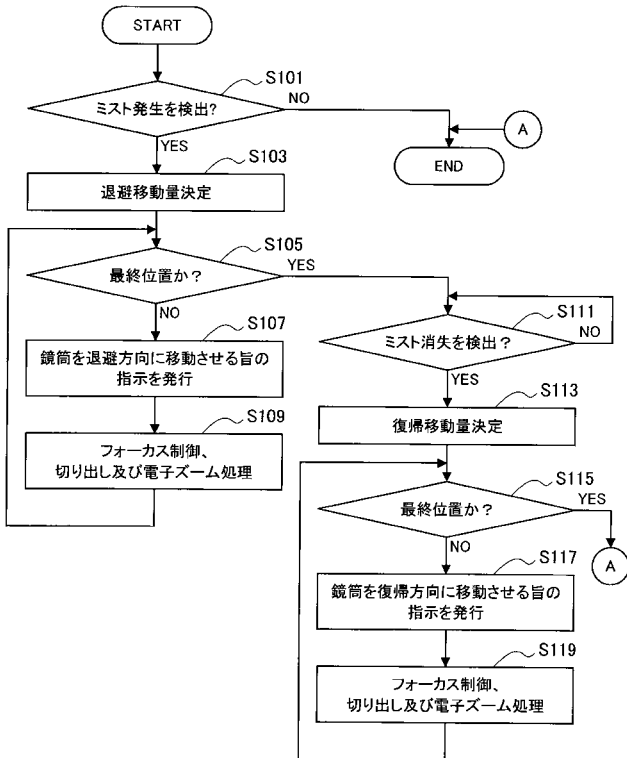 START
S101
ミスト発生を検出?
NO
YES
A
END
S103
退避移動量決定
S105
最終位置か?
YES
NO
S107
鏡筒を退避方向に移動させる旨の
指示を発行
S109
フォーカス制御、
切り出し及び電子ズーム処理
S111
ミスト消失を検出?
NO
YES
S113
復帰移動量決定
S115
最終位置か?
YES
NO
A
S117
鏡筒を復帰方向に移動させる旨の
指示を発行
S119
フォーカス制御、
切り出し及び電子ズーム処理